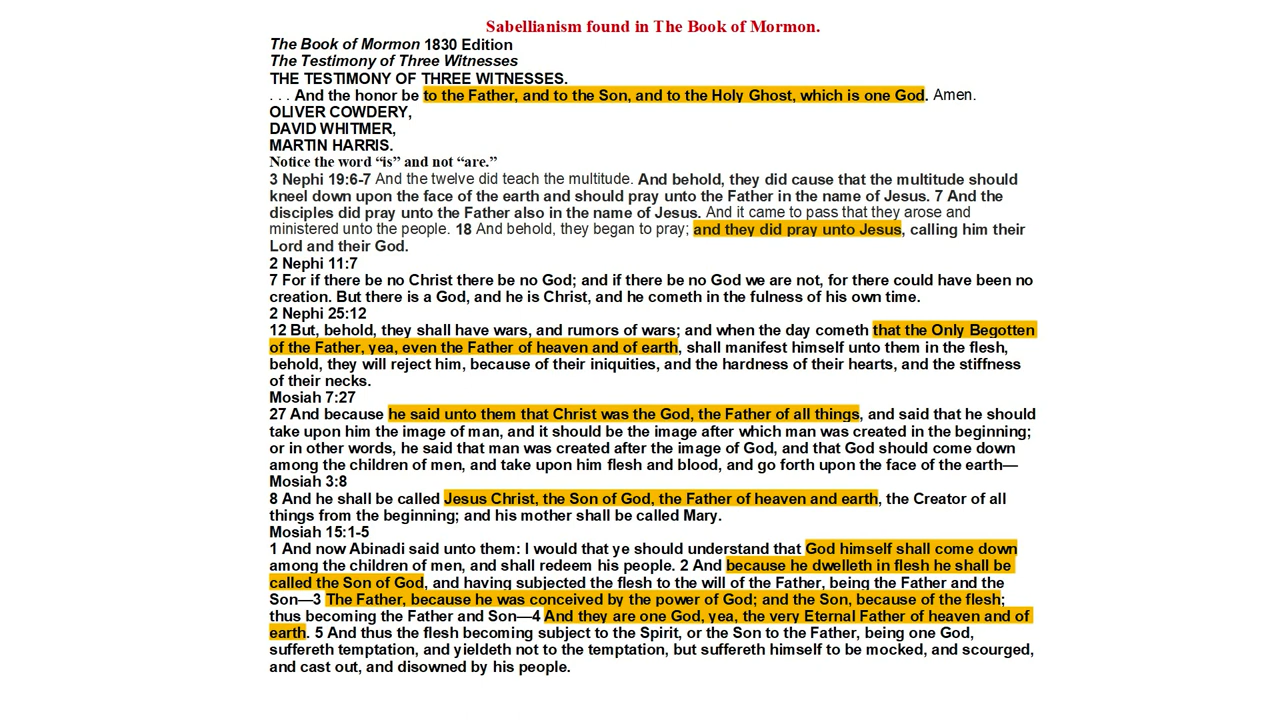 Sabellianism found in The Book of Mormon.
The Book of Mormon 1830 Edition
The Testimony of Three Witnesses
THE TESTIMONY OF THREE WITNESSES.
. . . And the honor be to the Father, and to the Son, and to the Holy Ghost, which is one God. Amen.
OLIVER COWDERY,
DAVID WHITMER,
MARTIN HARRIS.
Notice the word “is” and not “are.”
3 Nephi 19:6-7 And the twelve did teach the multitude. And behold, they did cause that the multitude should
kneel down upon the face of the earth and should pray unto the Father in the name of Jesus. 7 And the
disciples did pray unto the Father also in the name of Jesus. And it came to pass that they arose and
ministered unto the people. 18 And behold, they began to pray; and they did pray unto Jesus, calling him their
Lord and their God.
2 Nephi 11:7
7 For if there be no Christ there be no God; and if there be no God we are not, for there could have been no
creation. But there is a God, and he is Christ, and he cometh in the fulness of his own time.
2 Nephi 25:12
12 But, behold, they shall have wars, and rumors of wars; and when the day cometh that the Only Begotten
of the Father, yea, even the Father of heaven and of earth, shall manifest himself unto them in the flesh,
behold, they will reject him, because of their iniquities, and the hardness of their hearts, and the stiffness
of their necks.
Mosiah 7:27
27 And because he said unto them that Christ was the God, the Father of all things, and said that he should
take upon him the image of man, and it should be the image after which man was created in the beginning;
or in other words, he said that man was created after the image of God, and that God should come down
among the children of men, and take upon him flesh and blood, and go forth upon the face of the earth—
Mosiah 3:8
8 And he shall be called Jesus Christ, the Son of God, the Father of heaven and earth, the Creator of all
things from the beginning; and his mother shall be called Mary.
Mosiah 15:1-5
1 And now Abinadi said unto them: I would that ye should understand that God himself shall come down
among the children of men, and shall redeem his people. 2 And because he dwelleth in flesh he shall be
called the Son of God, and having subjected the flesh to the will of the Father, being the Father and the
Son—3 The Father, because he was conceived by the power of God; and the Son, because of the flesh;
thus becoming the Father and Son—4 And they are one God, yea, the very Eternal Father of heaven and of
earth. 5 And thus the flesh becoming subject to the Spirit, or the Son to the Father, being one God,
suffereth temptation, and yieldeth not to the temptation, but suffereth himself to be mocked, and scourged,
and cast out, and disowned by his people.